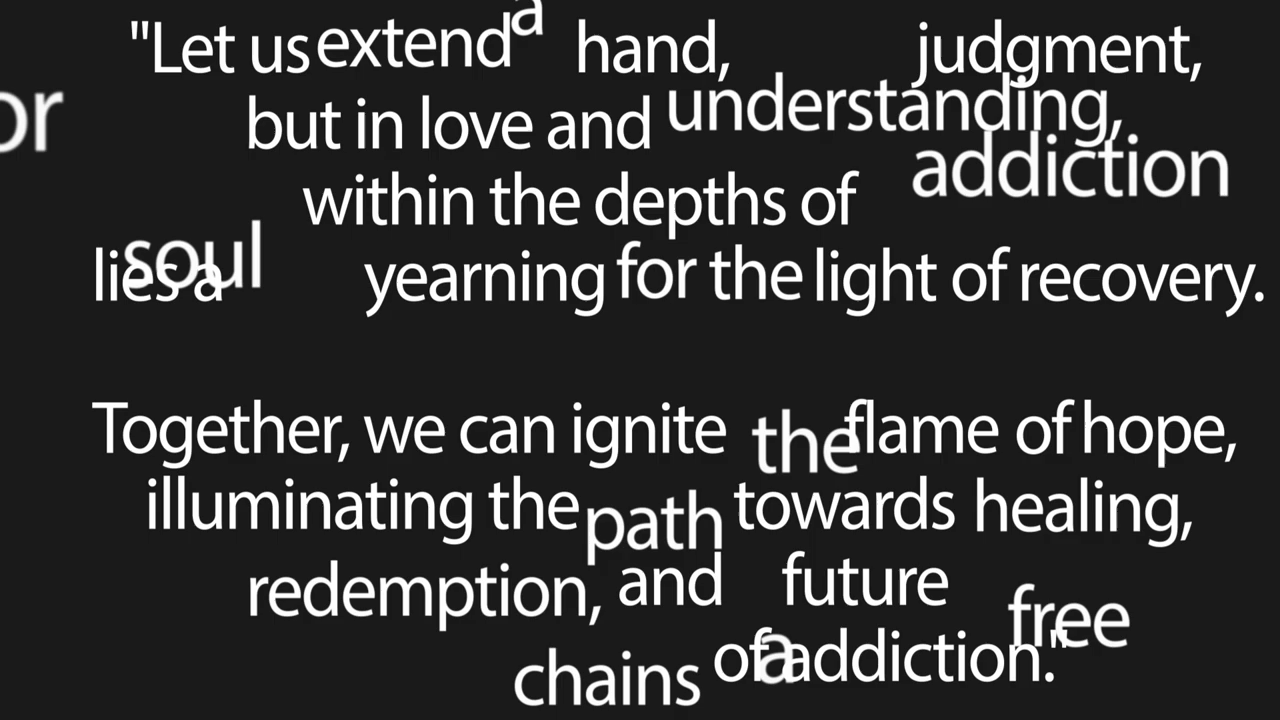 "Let us extend a hand, judgment,
or but in love and understanding,
within the depths of addiction
lies a soul yearning for the light of recovery.
Together, we can ignite the flame of hope,
illuminating the path towards healing,
redemption, and a future free
chains of addiction."